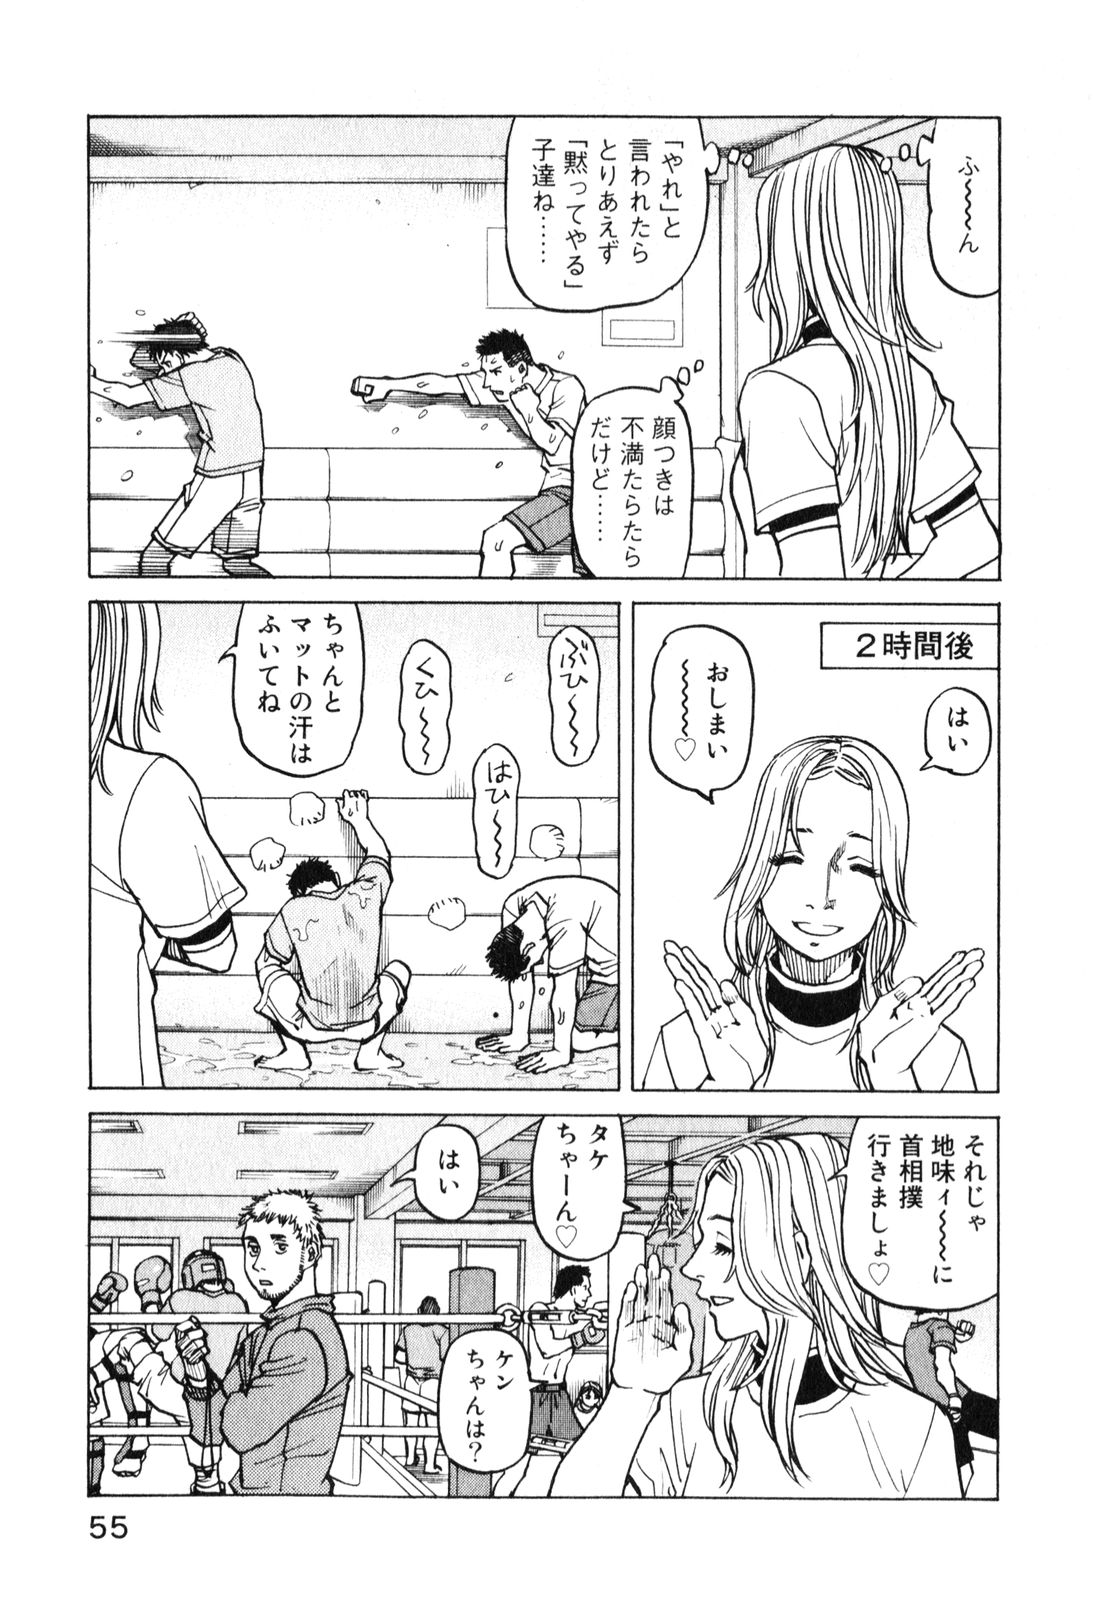 ふ〜〜〜ん
「やれ」と
言われたら
とりあえず
「黙ってやる」
子達ね……
顔つきは
不満たらたら
だけど……
2時間後
はい
おしまい
〜〜〜♡
ぶひ〜〜〜
くひ〜〜〜
はひ〜〜〜
ちゃんと
マットの汗は
ふいてね
それじゃ
地味ィ〜〜〜に
首相撲
行きましょ♡
タケ
ちゃーん♡
はい
ケン
ちゃんは?
55